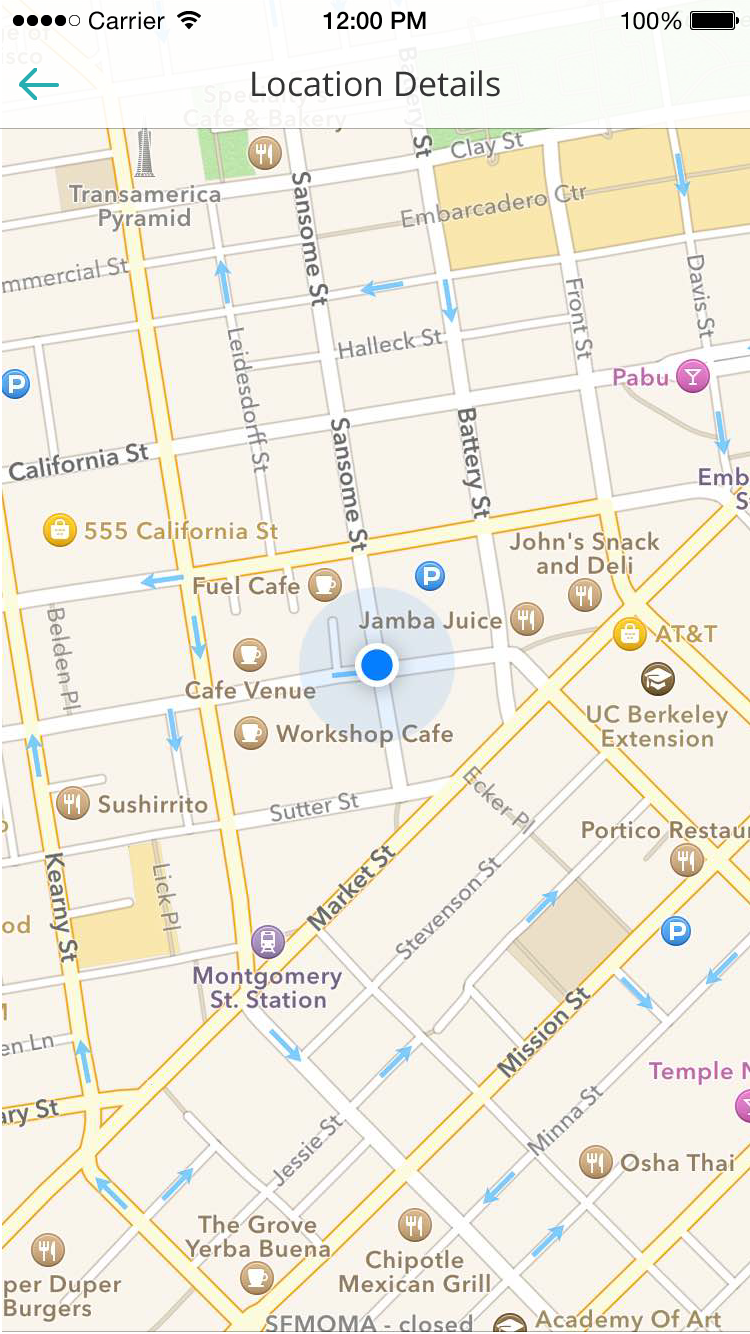 Carrier 12:00 PM 100%
Location Details
Specialty's
Cafe & Bakery
St
Clay St
Transamerica
Pyramid
Sansome St
Embarcadero Ctr
mmercial St
Davis St
Front St
Leidesdorff St
Halleck St
P
Pabu
California St
Sansome St
Battery St
Emb
S
555 California St
John's Snack
and Deli
Fuel Cafe
P
Jamba Juice
Belden Pl
AT&T
Cafe Venue
UC Berkeley
Extension
Workshop Cafe
Sushirrito
Sutter St
Ecker Pl
Portico Restau
Kearny St
Lick Pl
Market St
Stevenson St
od
P
Montgomery
St. Station
Mission St
en Ln
Temple N
ary St
Minna St
Jessie St
Osha Thai
The Grove
Yerba Buena
Chipotle
Mexican Grill
per Duper
Burgers
SFMOMA - closed
Academy Of Art